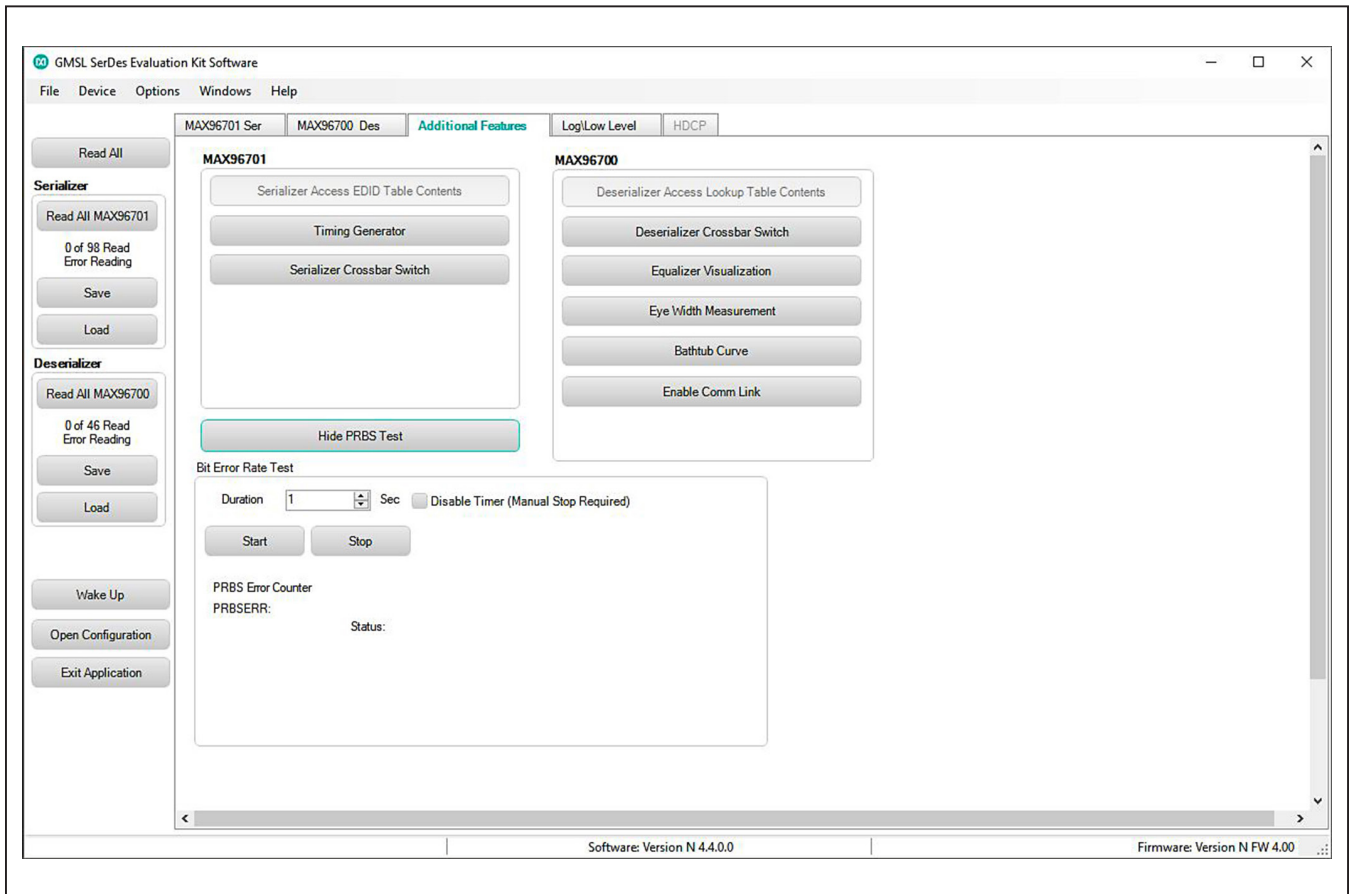 GMSL SerDes Evaluation Kit Software
File Device Options Windows Help
MAX96701 Ser MAX96700 Des Additional Features Log\Low Level HDCP
Read All
Serializer
Read All MAX96701
0 of 98 Read
Error Reading
Save
Load
Deserializer
Read All MAX96700
0 of 46 Read
Error Reading
Save
Load
Wake Up
Open Configuration
Exit Application
MAX96701
Serializer Access EDID Table Contents
Timing Generator
Serializer Crossbar Switch
MAX96700
Deserializer Access Lookup Table Contents
Deserializer Crossbar Switch
Equalizer Visualization
Eye Width Measurement
Bathtub Curve
Enable Comm Link
Hide PRBS Test
Bit Error Rate Test
Duration 1 Sec Disable Timer (Manual Stop Required)
Start Stop
PRBS Error Counter
PRBSERR:
Status:
Software: Version N 4.4.0.0
Firmware: Version N FW 4.00